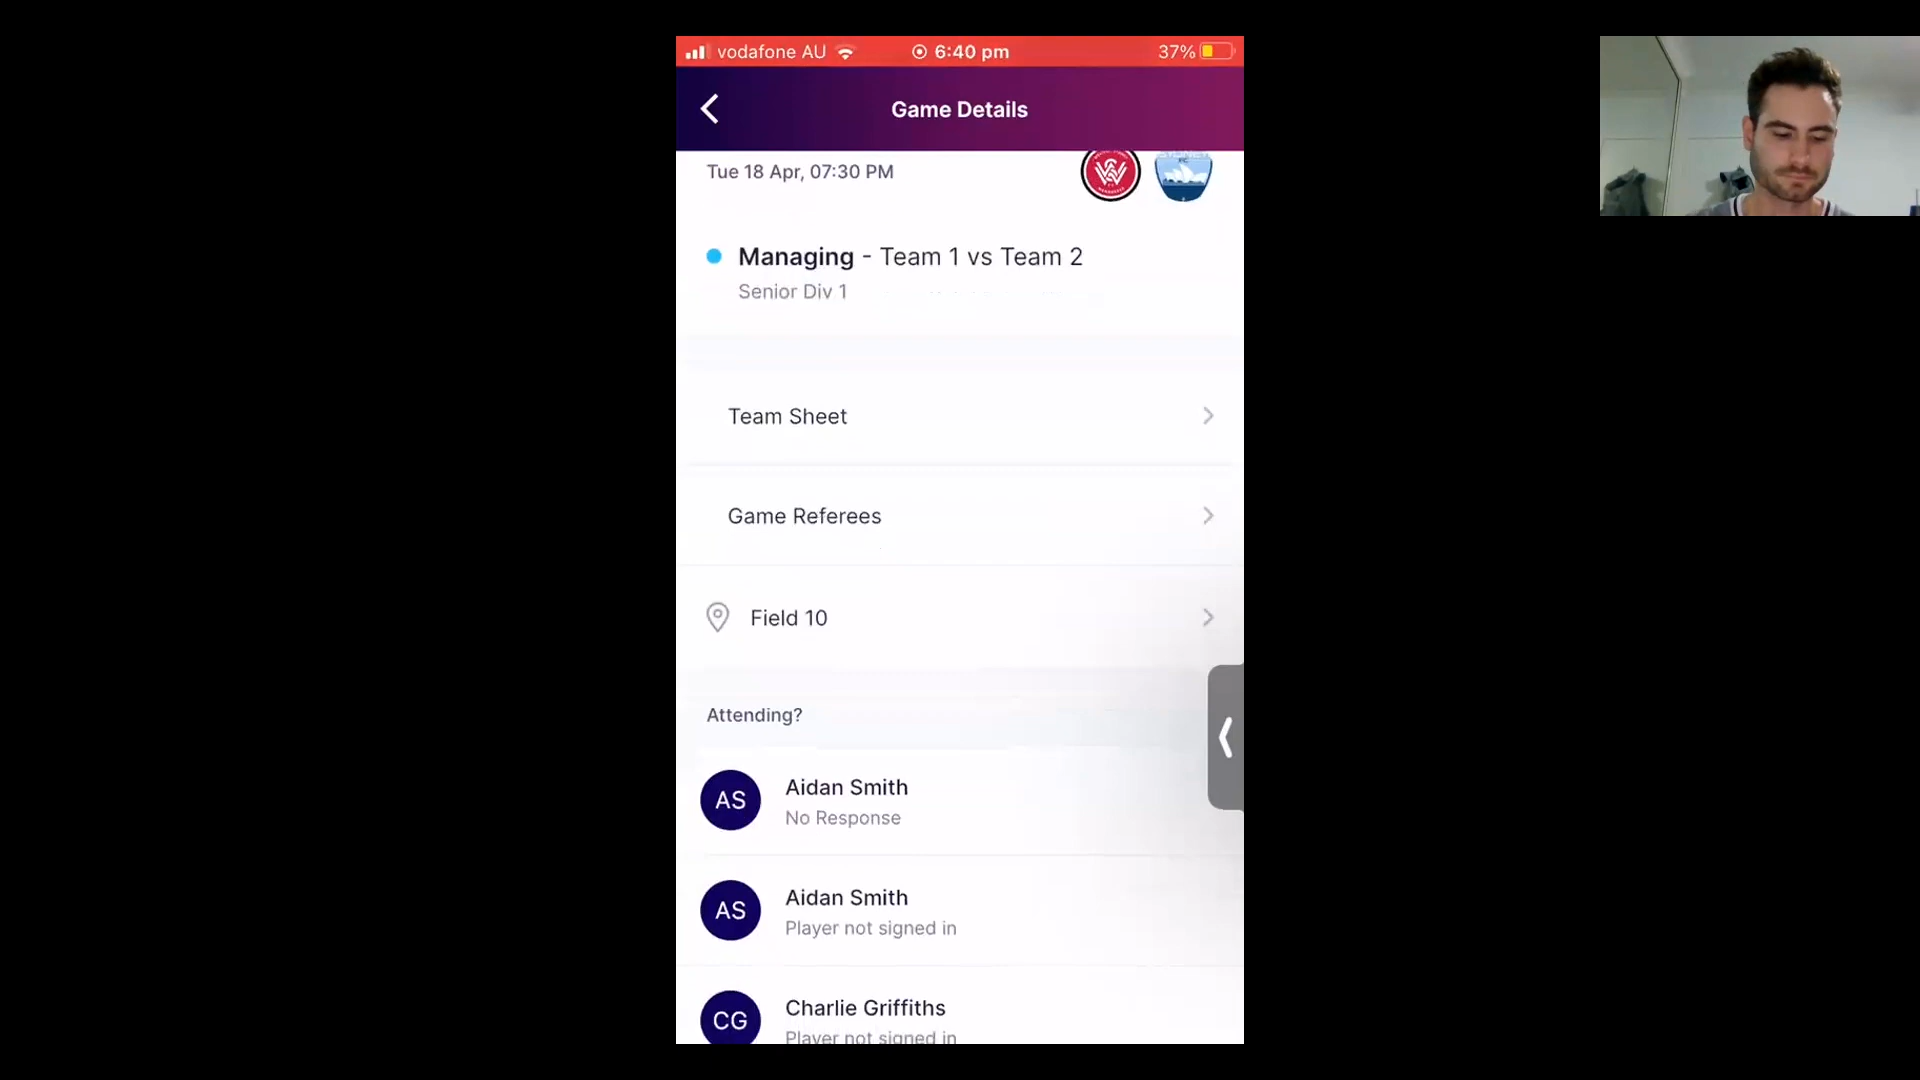 vodafone AU
6:40 pm
37%
Game Details
Tue 18 Apr, 07:30 PM
SYDNEY
Managing - Team 1 vs Team 2
Senior Div 1
Team Sheet
Game Referees
Field 10
Attending?
AS
Aidan Smith
No Response
AS
Aidan Smith
Player not signed in
CG
Charlie Griffiths
Player not signed in